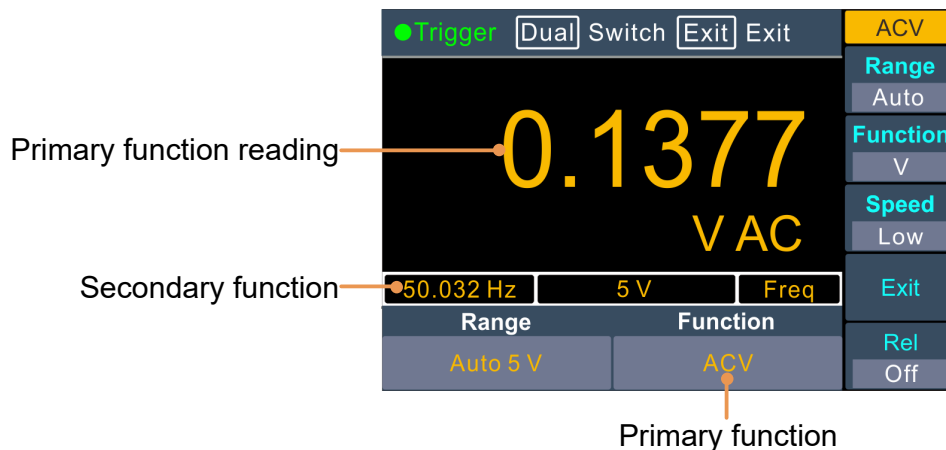 Trigger Dual Switch Exit Exit
ACV
Range
Auto
Primary function reading
0.1377
Function
V
V AC
Speed
Low
Secondary function
50.032 Hz 5 V Freq
Exit
Range Function
Auto 5 V ACV
Rel
Off
Primary function